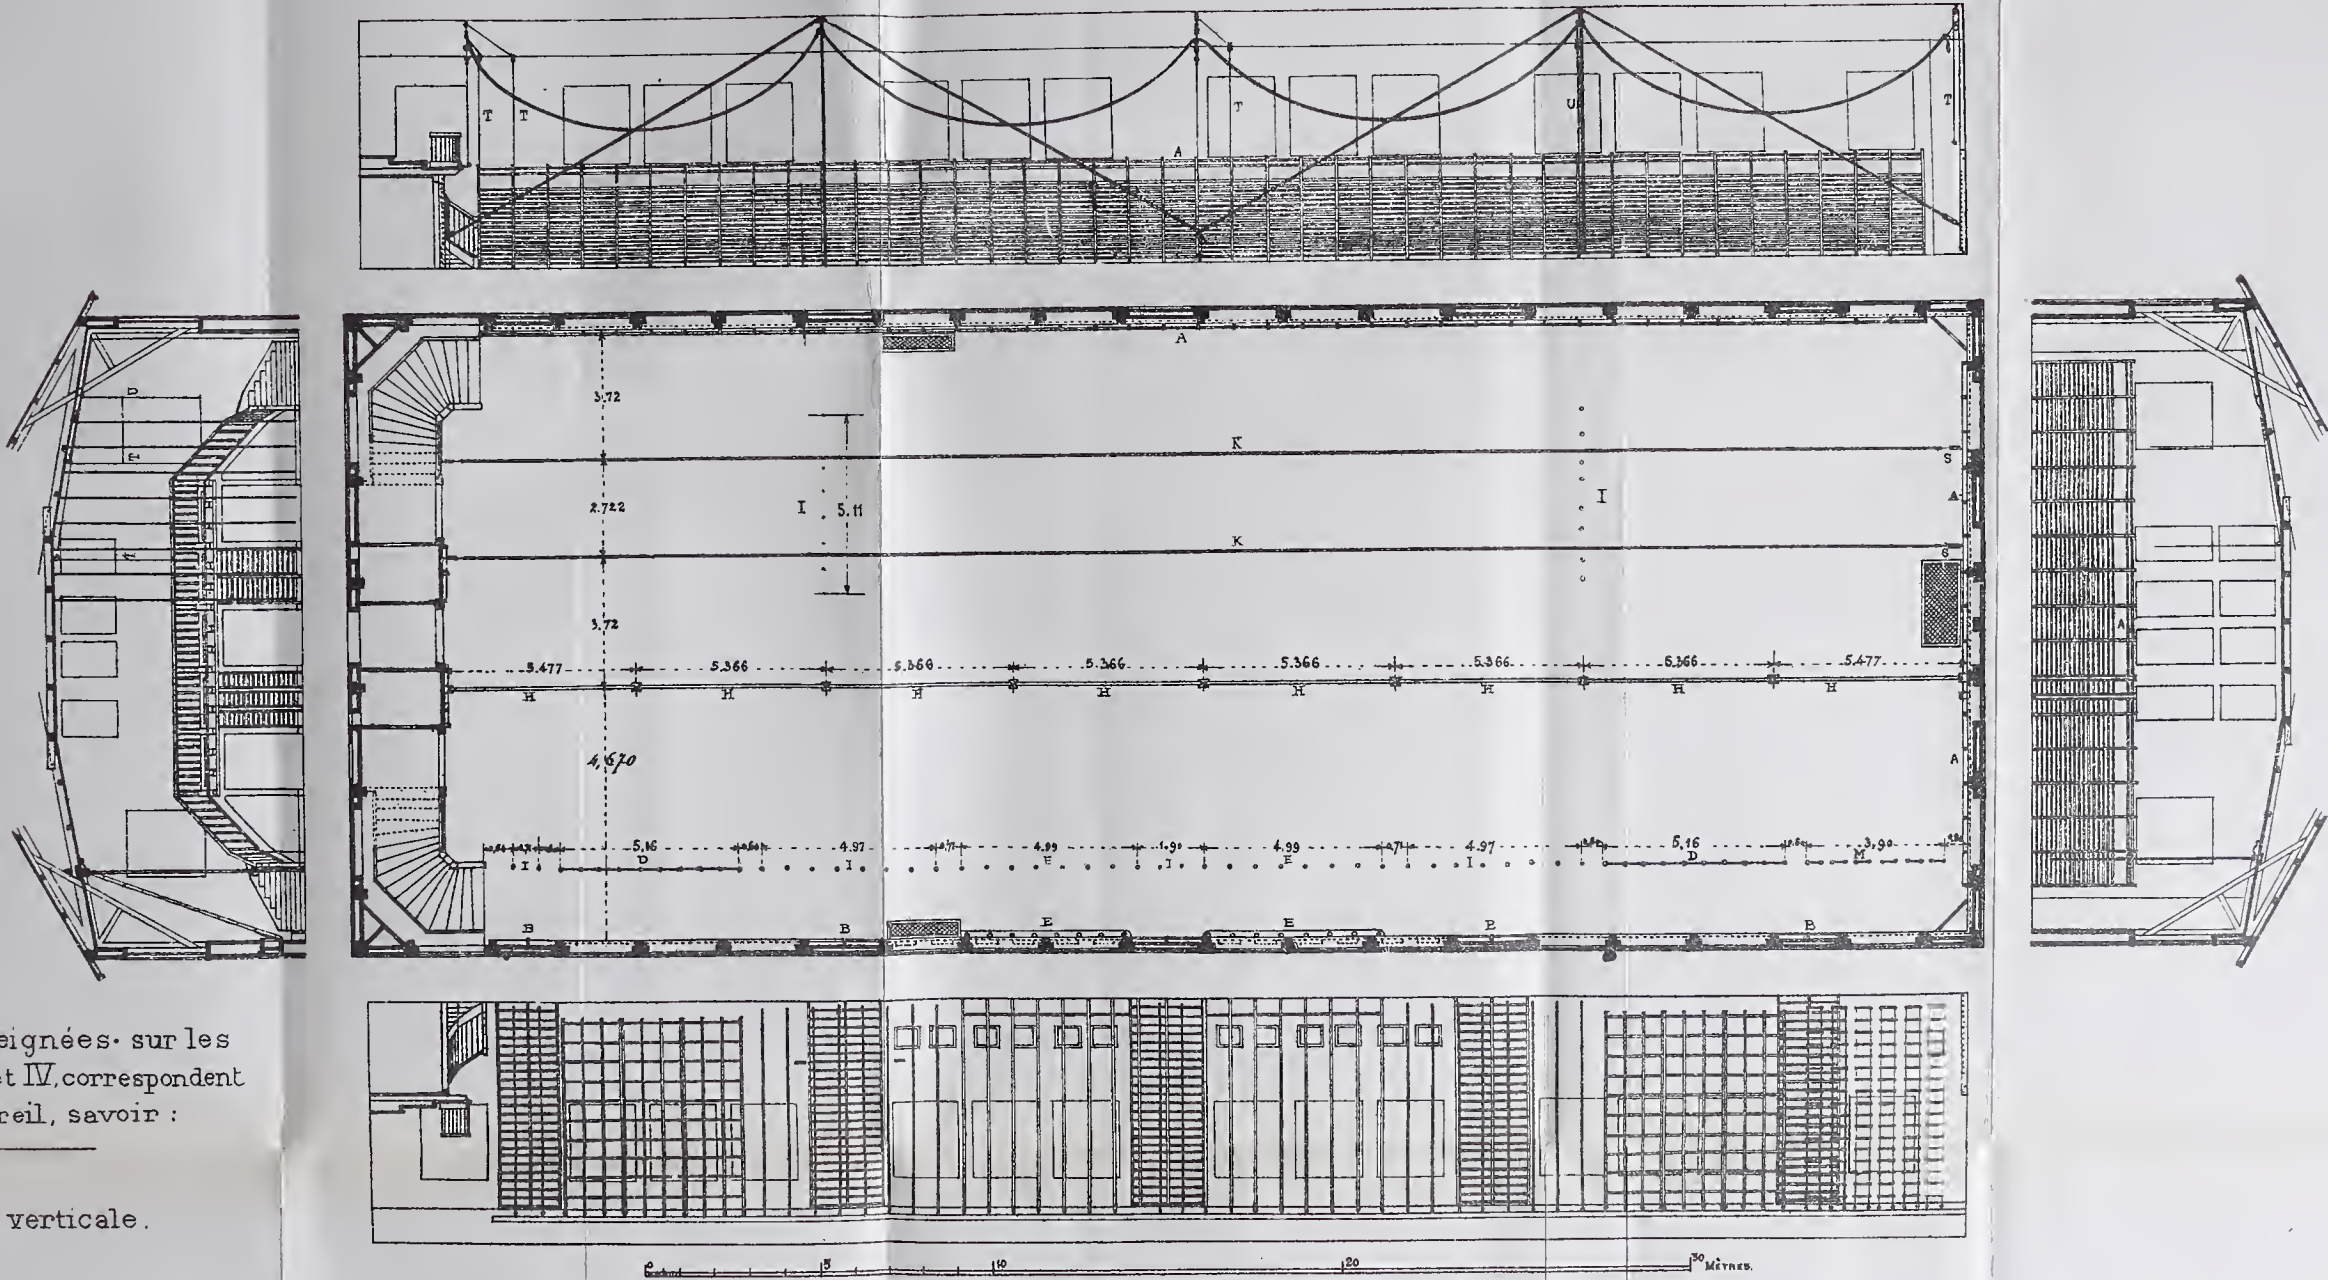 T T T U T
A
A
3.72
K
S
A
2.722
I 5.11 I
K
3.72
5.477 5.366 5.366 5.366 5.366 5.366 5.366 5.477
H H H H H H H H
4,670
A
5,16 4.97 4.99 1.90 4.99 4.97 5,16 3,90
I D I E I E I D M
B B E E B
D
T
A
eignées sur les
et IV, correspondent
reil, savoir :
verticale.
5 10 20 30 MÈTRES.